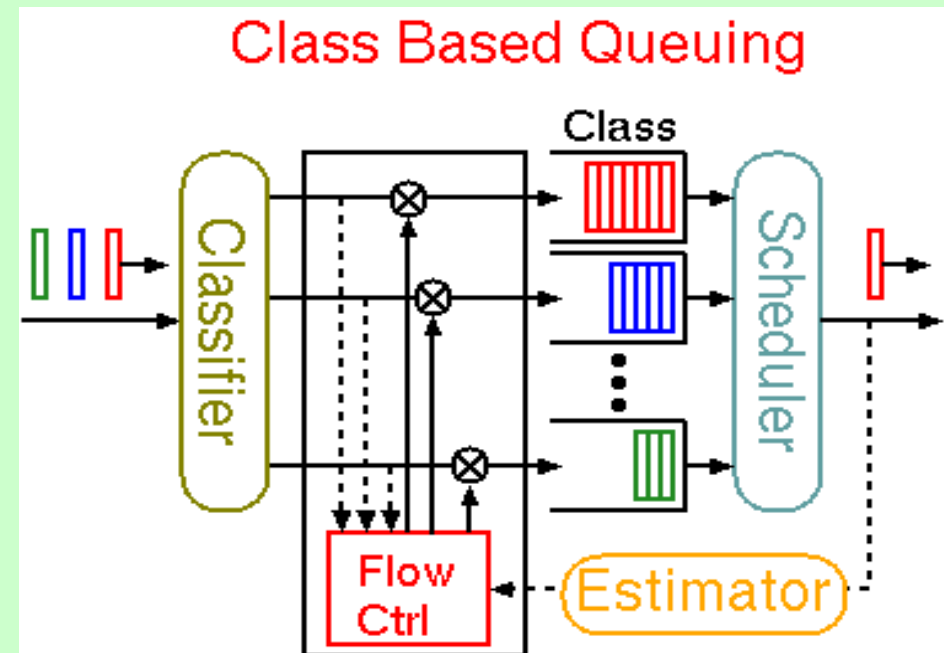 Class Based Queuing
Class
Classifier
Scheduler
Flow
Ctrl
Estimator